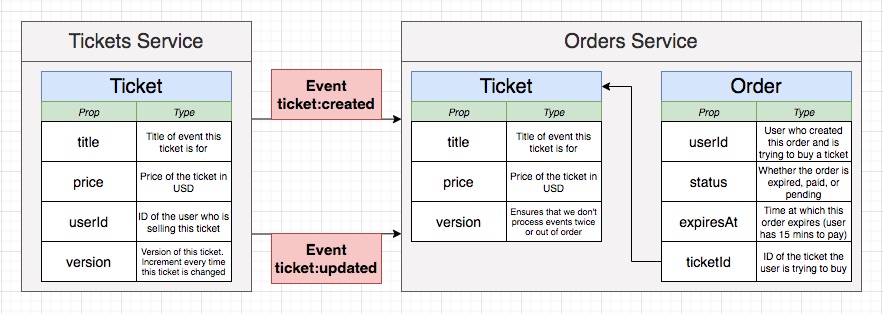 Tickets Service
Ticket
Prop Type
title
Title of event this
ticket is for
price
Price of the ticket in
USD
userId
ID of the user who is
selling this ticket
version
Version of this ticket.
Increment every time
this ticket is changed
Event
ticket:created
Event
ticket:updated
Orders Service
Ticket
Prop Type
title
Title of event this
ticket is for
price
Price of the ticket in
USD
version
Ensures that we don't
process events twice
or out of order
Order
Prop Type
userId
User who created
this order and is
trying to buy a ticket
status
Whether the order is
expired, paid, or
pending
expiresAt
Time at which this
order expires (user
has 15 mins to pay)
ticketId
ID of the ticket the
user is trying to buy